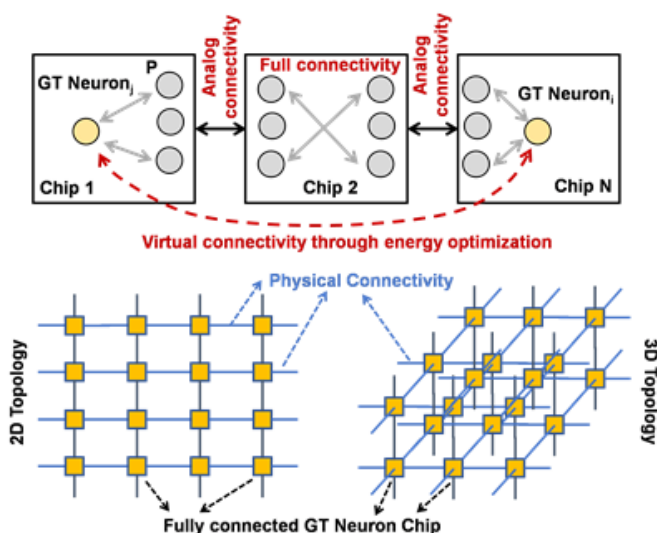 P
GT Neuronj
Chip 1
Analog
connectivity
Full connectivity
Chip 2
Analog
connectivity
GT Neuroni
Chip N
Virtual connectivity through energy optimization
Physical Connectivity
2D Topology
3D Topology
Fully connected GT Neuron Chip